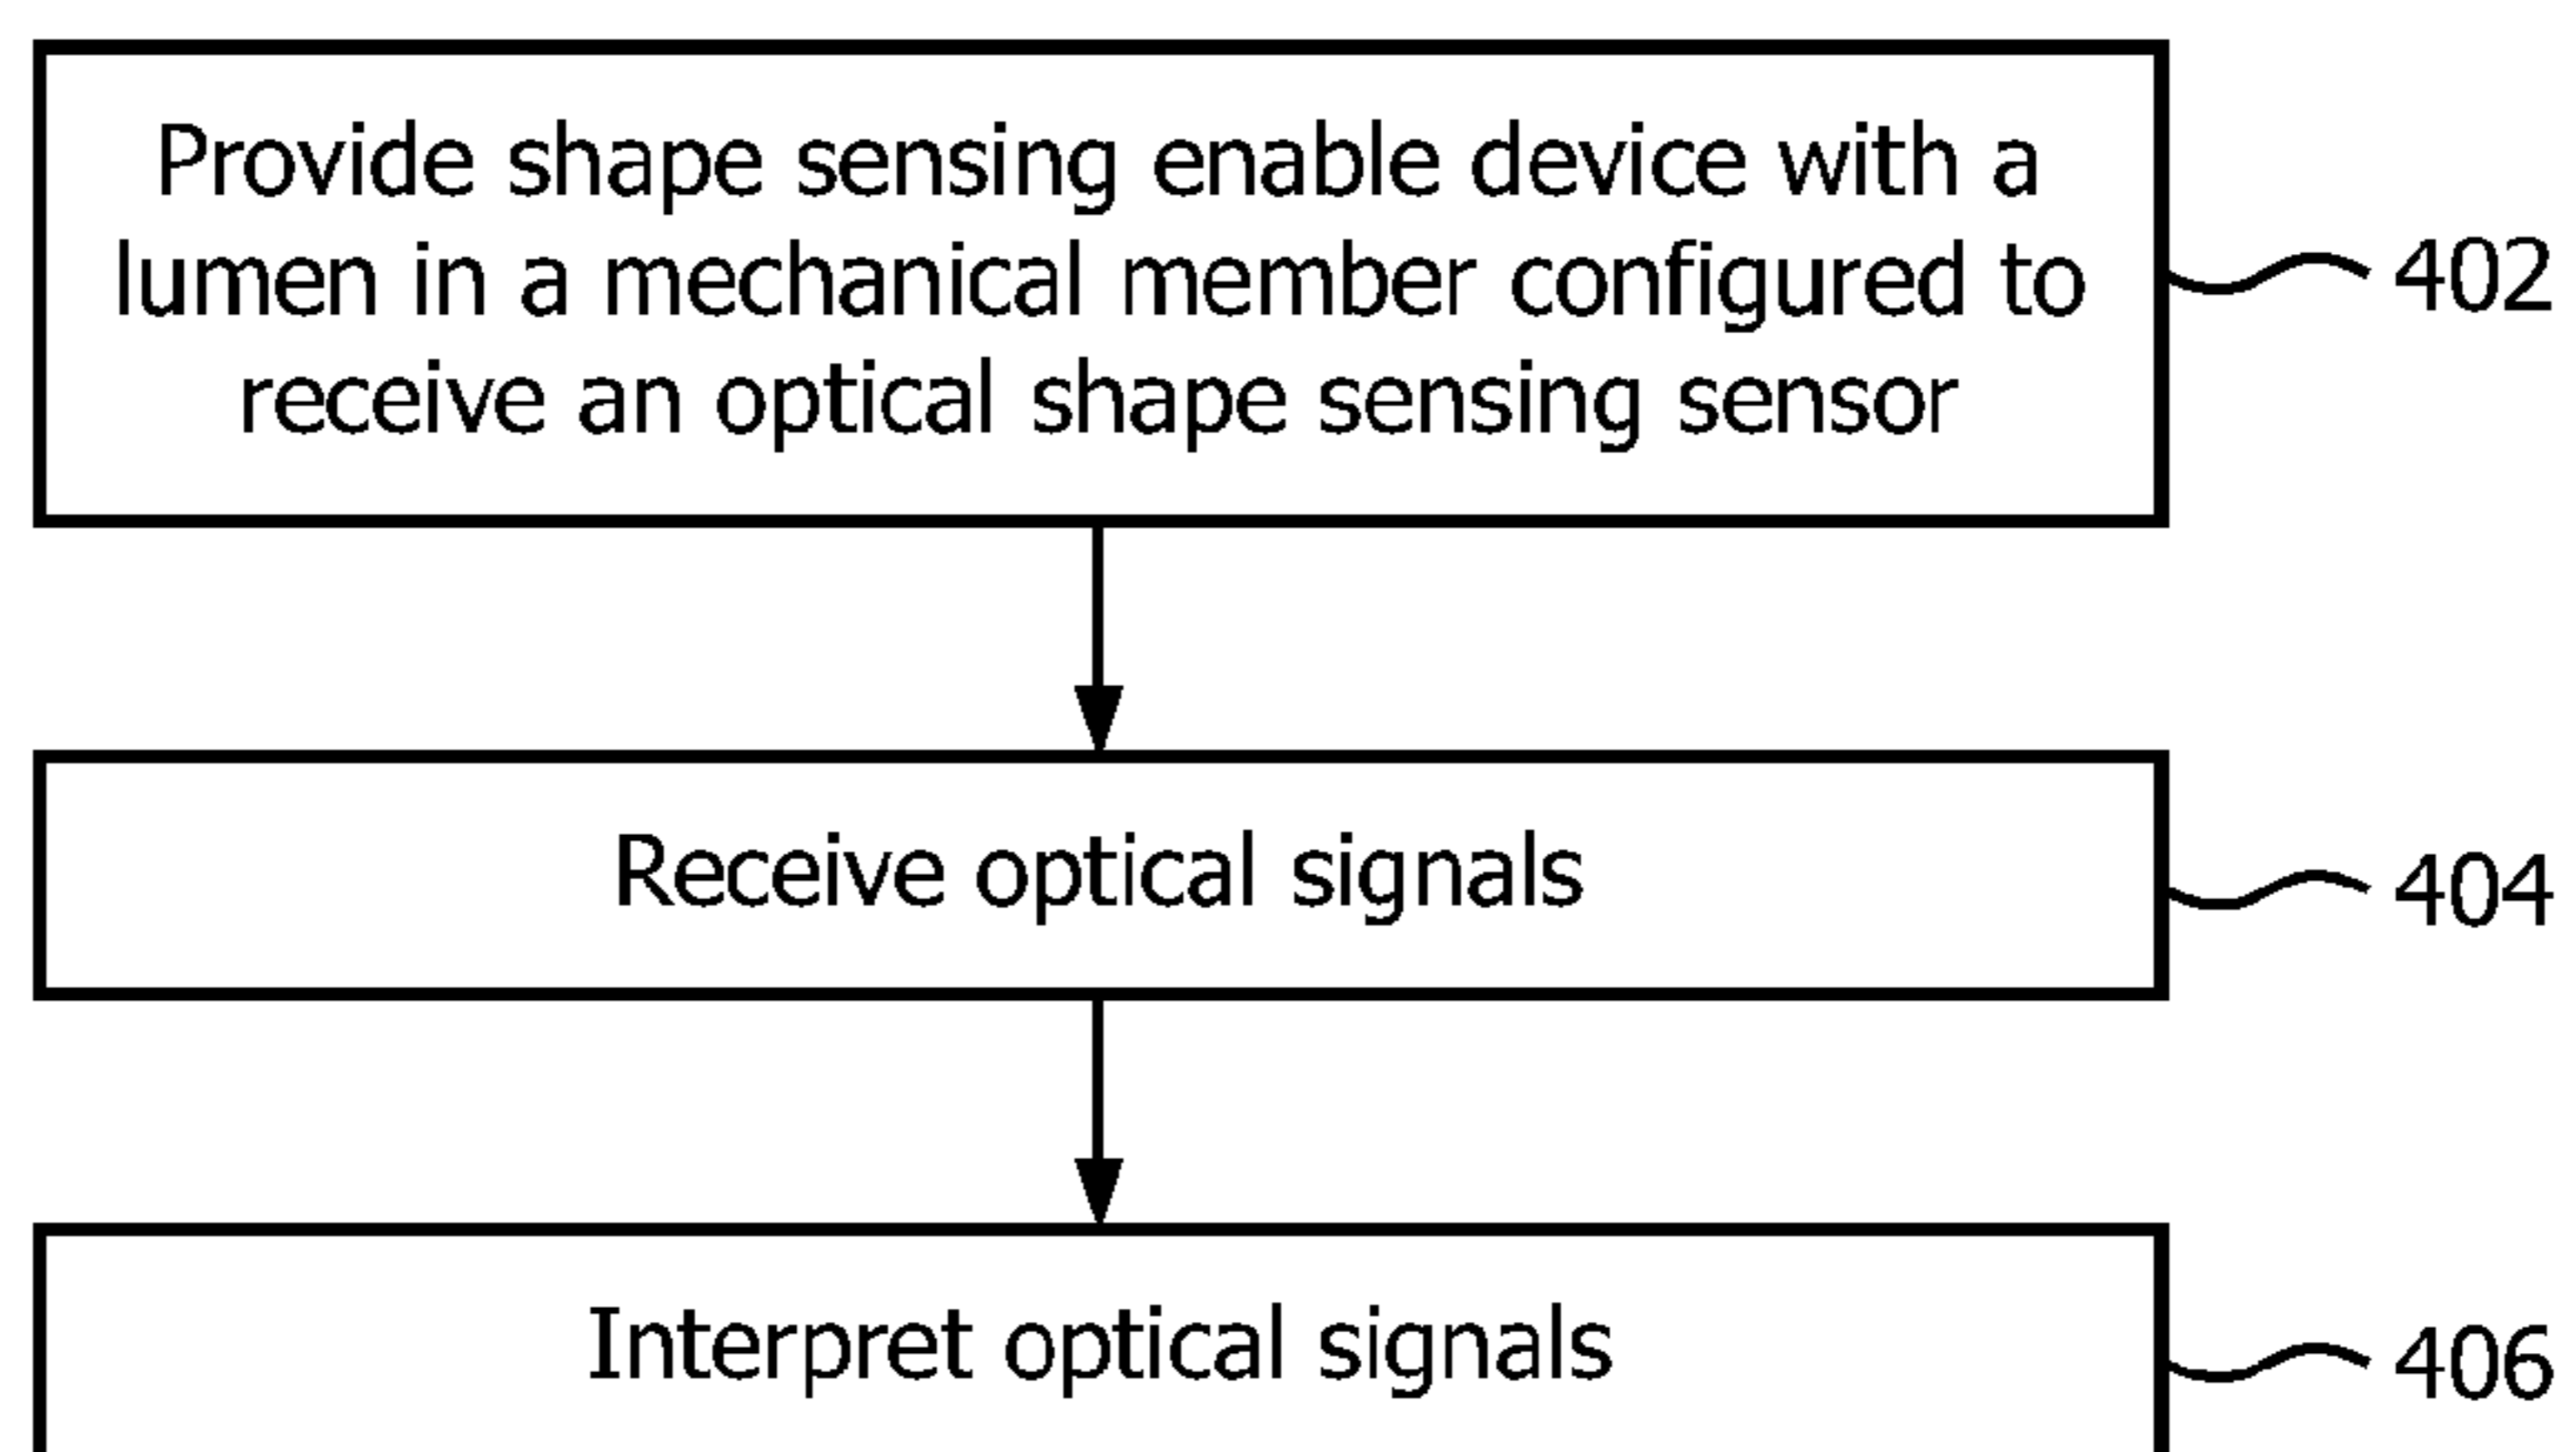 Provide shape sensing enable device with a
lumen in a mechanical member configured to
receive an optical shape sensing sensor
402
Receive optical signals
404
Interpret optical signals
406